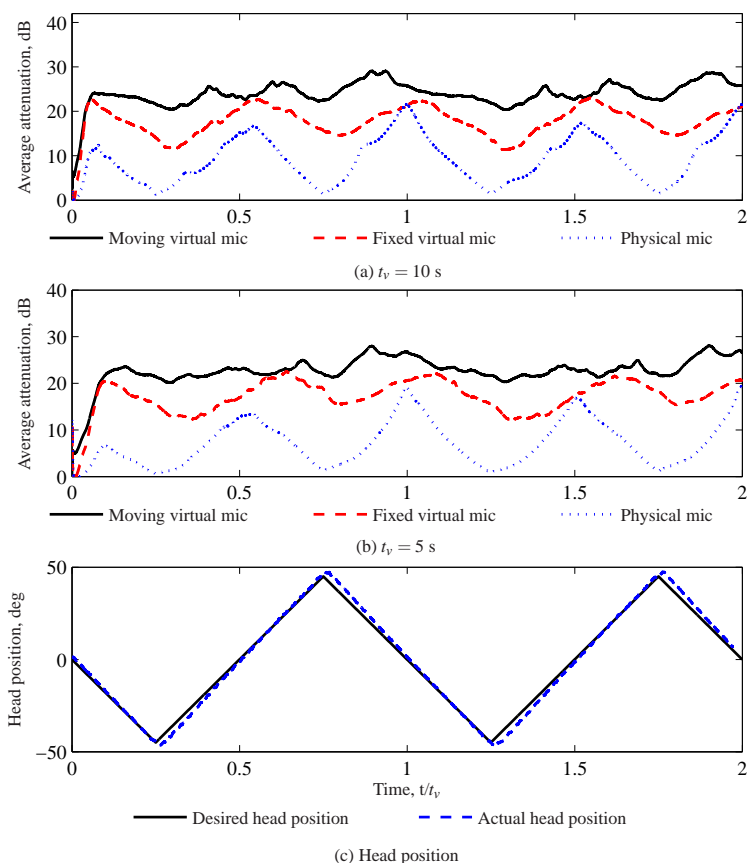 40
30
20
10
0
Average attenuation, dB
0 0.5 1 1.5 2
Moving virtual mic Fixed virtual mic Physical mic
(a) t_v = 10 s
40
30
20
10
0
Average attenuation, dB
0 0.5 1 1.5 2
Moving virtual mic Fixed virtual mic Physical mic
(b) t_v = 5 s
50
0
−50
Head position, deg
0 0.5 1 1.5 2
Time, t/t_v
Desired head position Actual head position
(c) Head position